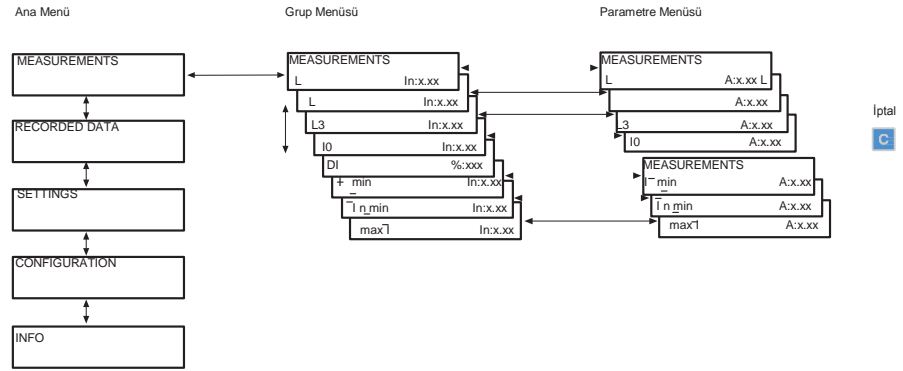 Ana Menü
Grup Menüsü
Parametre Menüsü
MEASUREMENTS
RECORDED DATA
SETTINGS
CONFIGURATION
INFO
MEASUREMENTS
L In:x.xx
L In:x.xx
L3 In:x.xx
I0 In:x.xx
DI %:xxx
+ min In:x.xx
I n min In:x.xx
max I In:x.xx
MEASUREMENTS
L A:x.xx L
A:x.xx
L3 A:x.xx
I0 A:x.xx
MEASUREMENTS
I min A:x.xx
I n min A:x.xx
max I A:x.xx
İptal
C